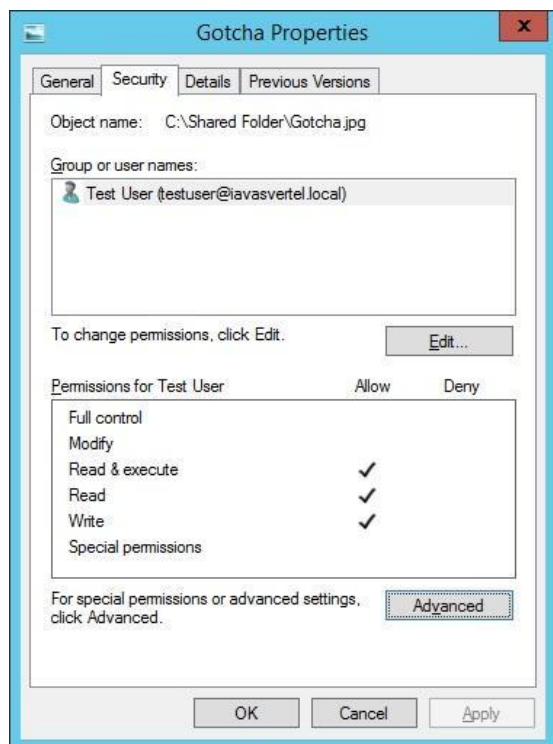 Gotcha Properties
x
General Security Details Previous Versions
Object name: C:\Shared Folder\Gotcha.jpg
Group or user names:
Test User (testuser@iavasvertel.local)
To change permissions, click Edit.
Edit...
Permissions for Test User Allow Deny
Full control
Modify
Read & execute
Read
Write
Special permissions
For special permissions or advanced settings,
click Advanced.
Advanced
OK Cancel Apply